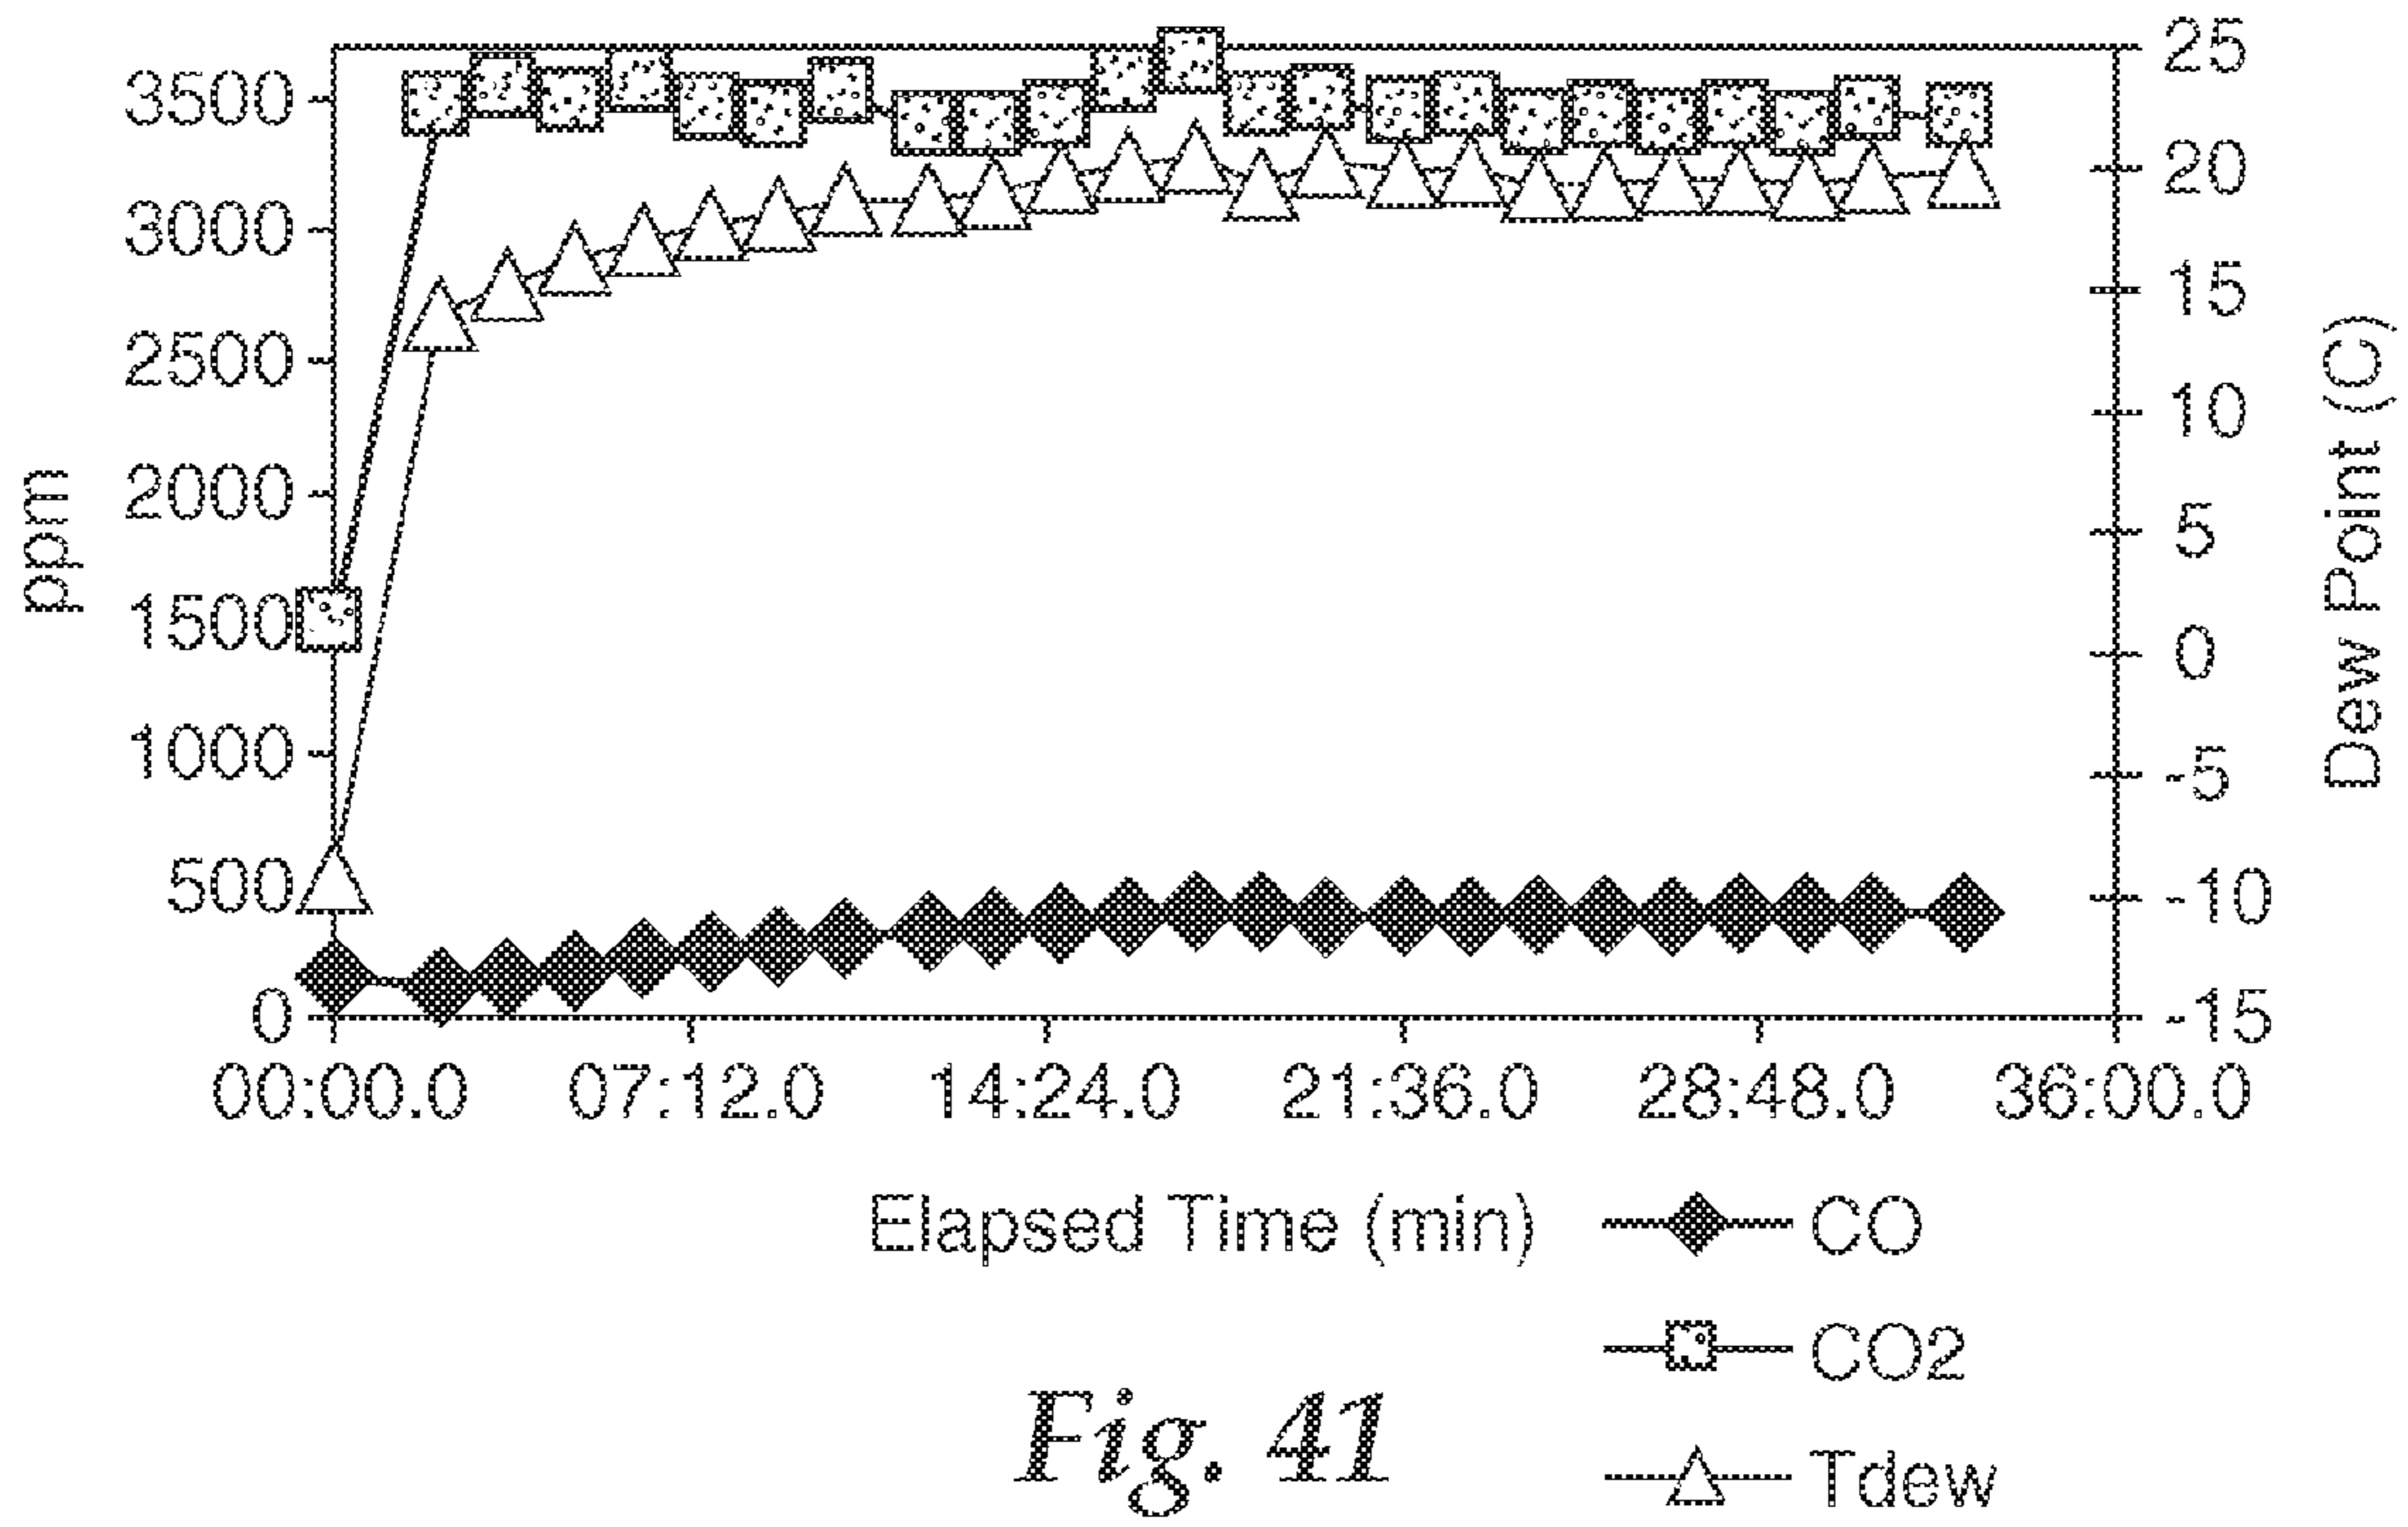 3500
3000
2500
2000
1500
1000
500
0
ppm
25
20
15
10
5
0
-5
-10
-15
Dew Point (C)
00:00.0 07:12.0 14:24.0 21:36.0 28:48.0 36:00.0
Elapsed Time (min)
CO
CO2
Tdew
Fig. 41